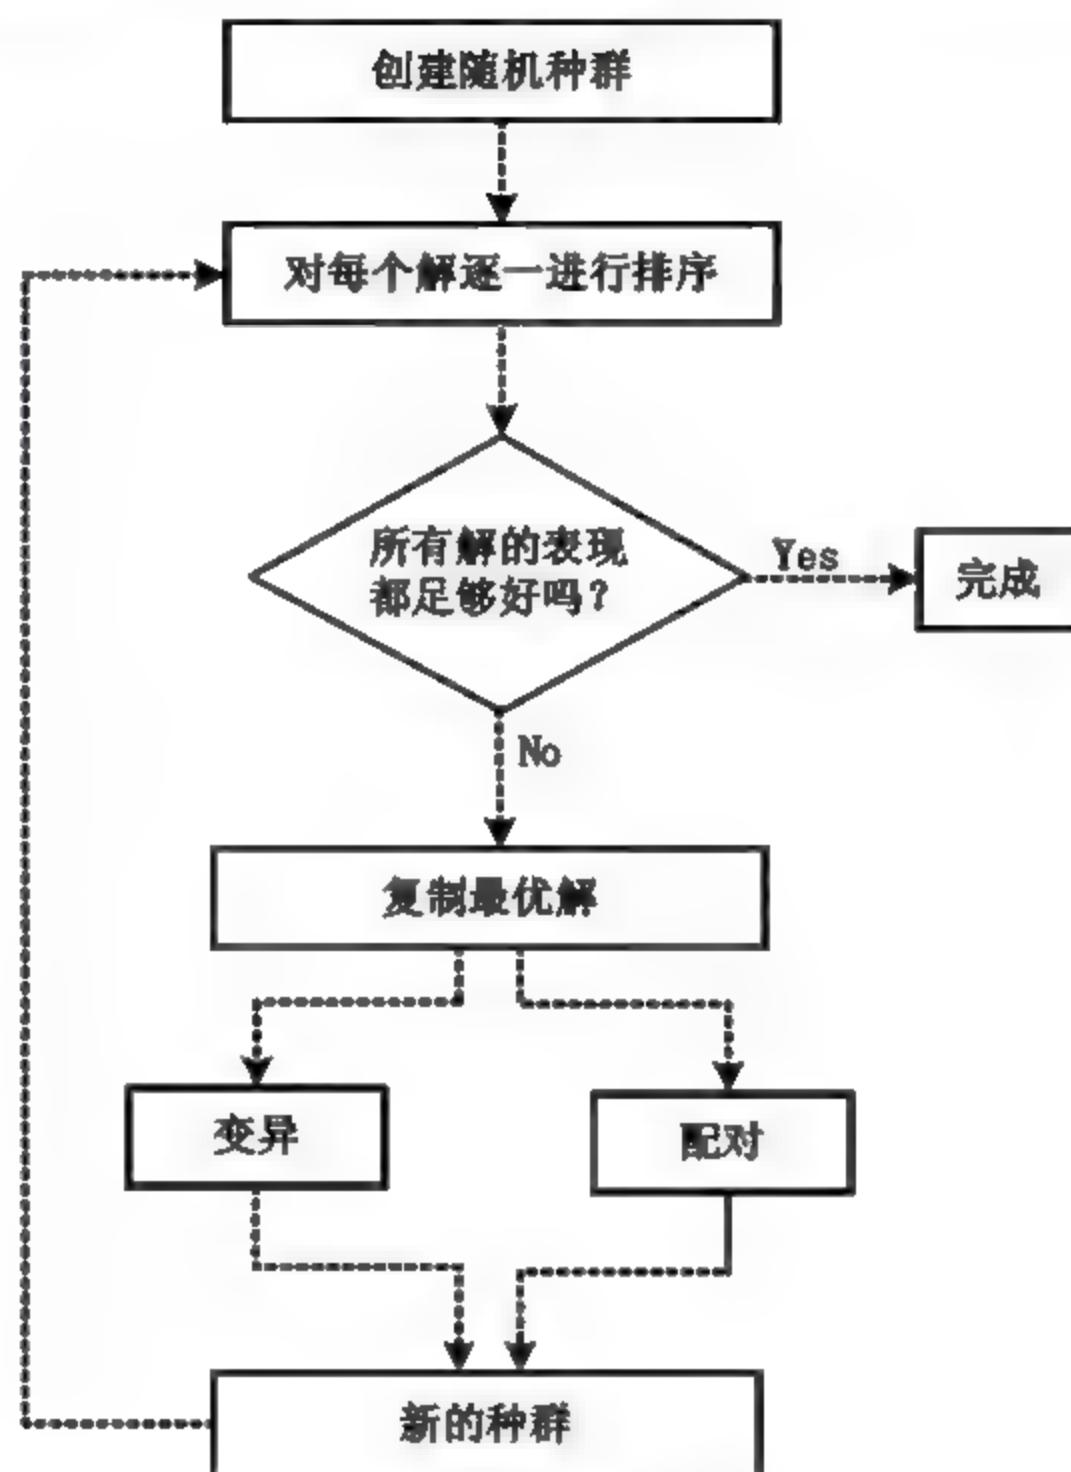 创建随机种群
对每个解逐一进行排序
所有解的表现
都足够好吗？
Yes
完成
No
复制最优解
变异
配对
新的种群